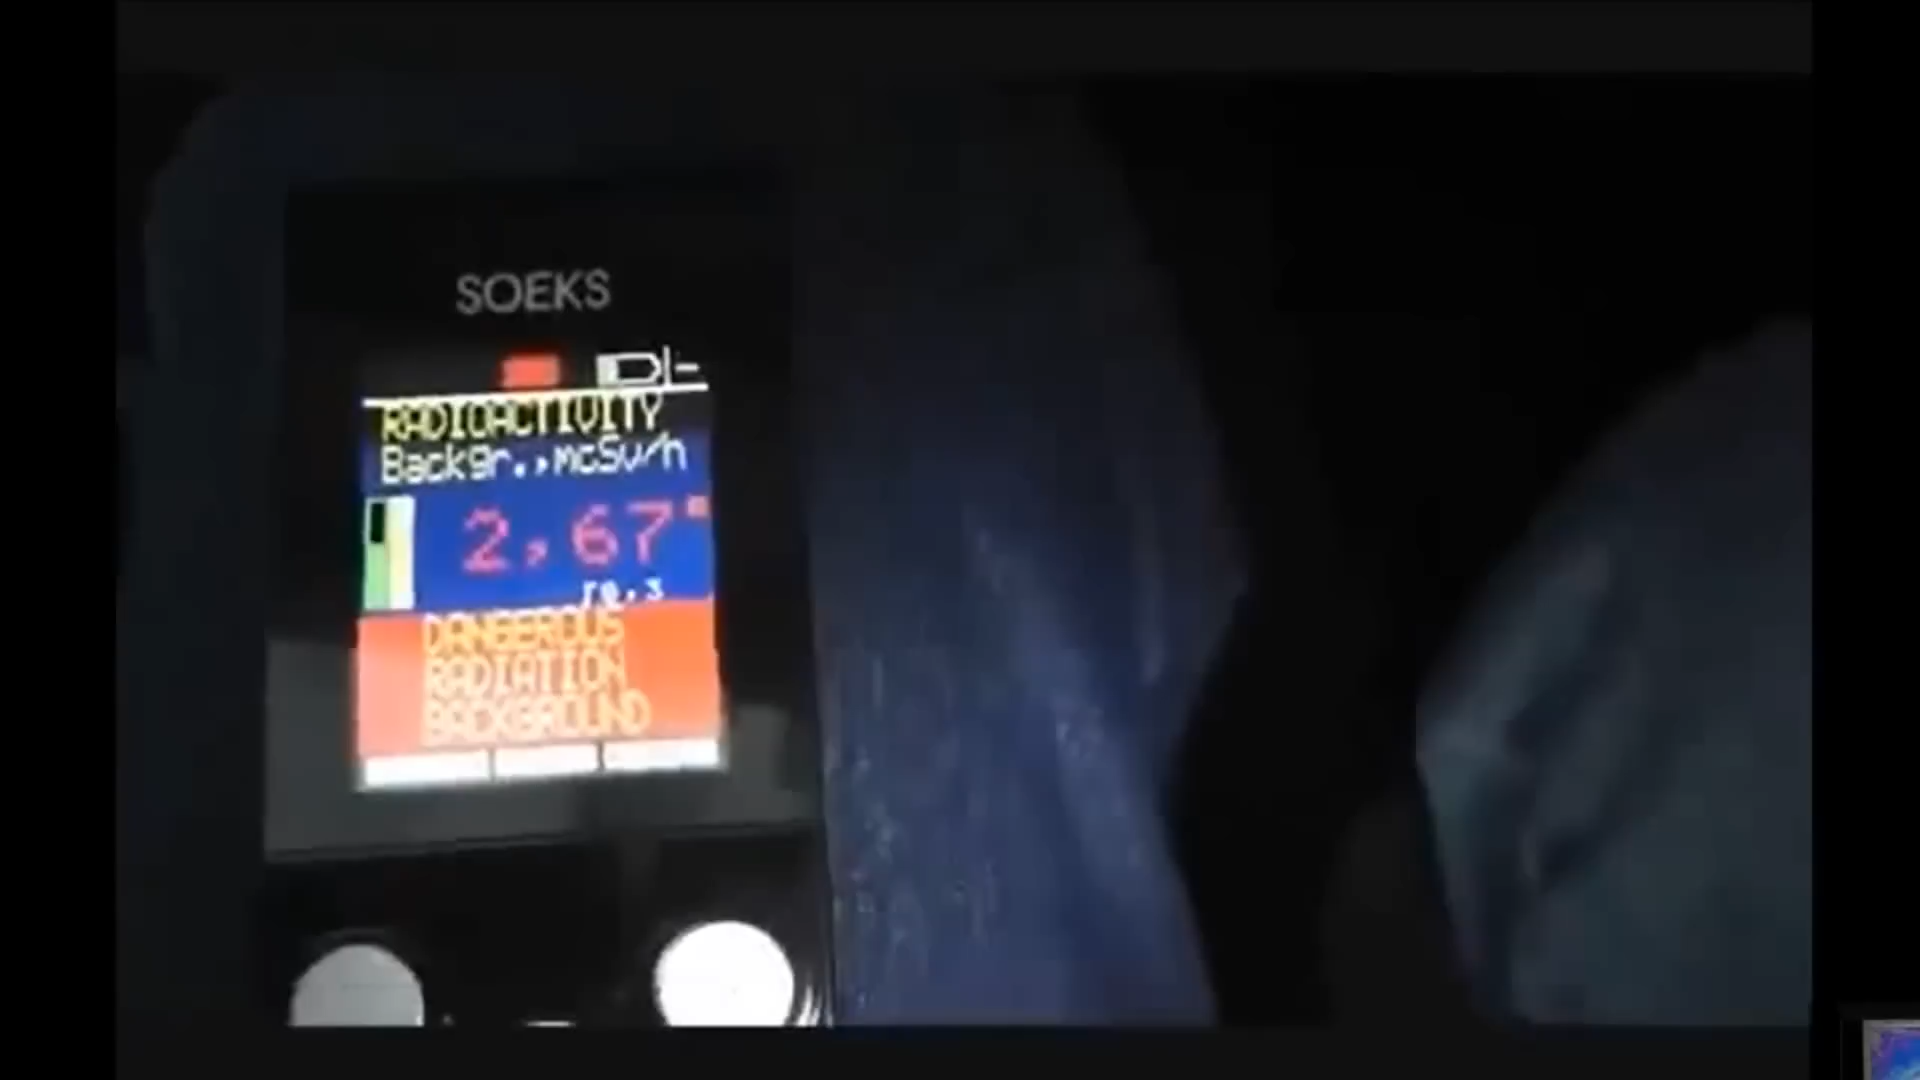 SOEKS
RADIOACTIVITY
Backgr.,mcSv/h
2,67
DANGEROUS
RADIATION
BACKGROUND